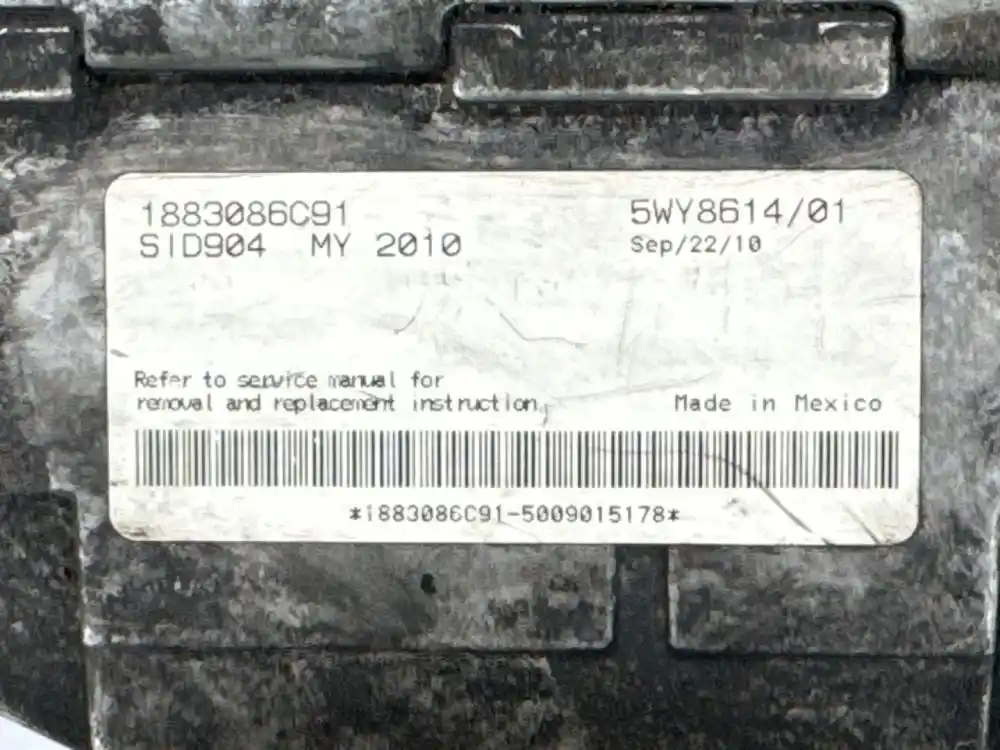 1883086C91 5WY8614/01
SID904 MY 2010 Sep/22/10
Refer to service manual for
removal and replacement instruction. Made in Mexico
*1883086C91-5009015178*